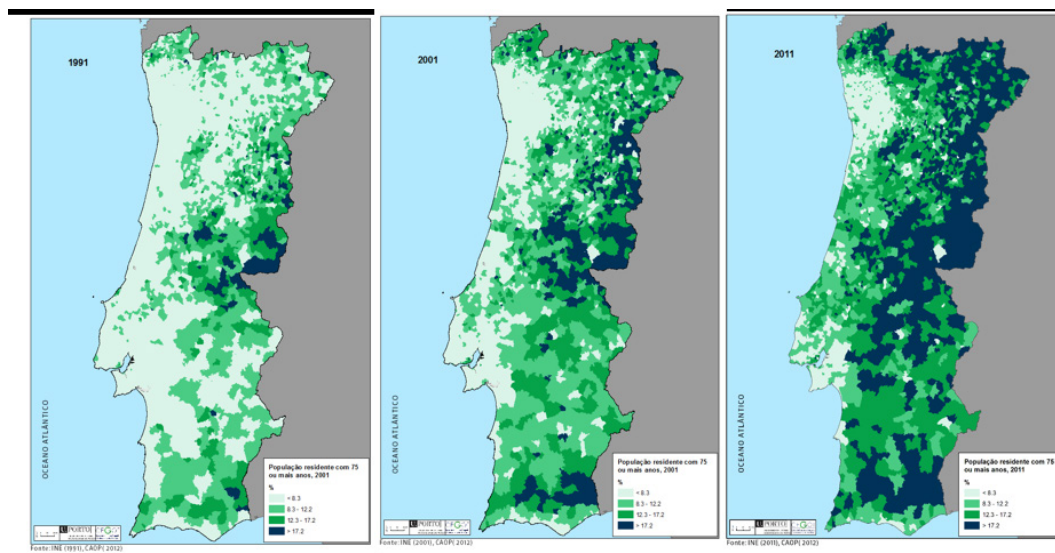 1991
OCEANO ATLÂNTICO
População residente com 75
ou mais anos, 2001
%
< 8.3
8.3 - 12.2
12.3 - 17.2
> 17.2
U.PORTO
Fonte: INE (1991), CAOP( 2012)
2001
OCEANO ATLÂNTICO
População residente com 75
ou mais anos, 2001
%
< 8.3
8.3 - 12.2
12.3 - 17.2
> 17.2
U.PORTO
Fonte: INE (2001), CAOP( 2012)
2011
OCEANO ATLÂNTICO
População residente com 75
ou mais anos, 2011
%
< 8.3
8.3 - 12.2
12.3 - 17.2
> 17.2
U.PORTO
Fonte: INE (2011), CAOP( 2012)